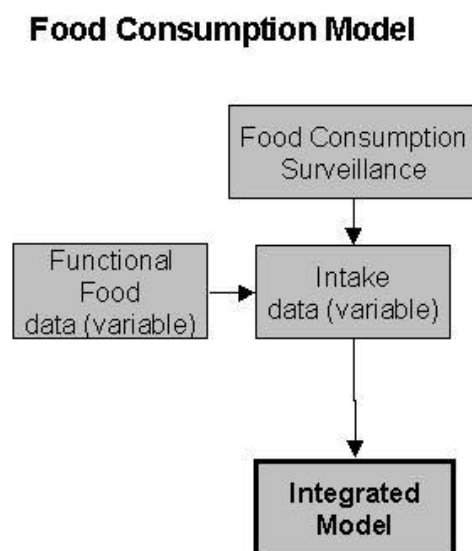 Food Consumption Model
Food Consumption
Surveillance
Functional
Food
data (variable)
Intake
data (variable)
Integrated
Model